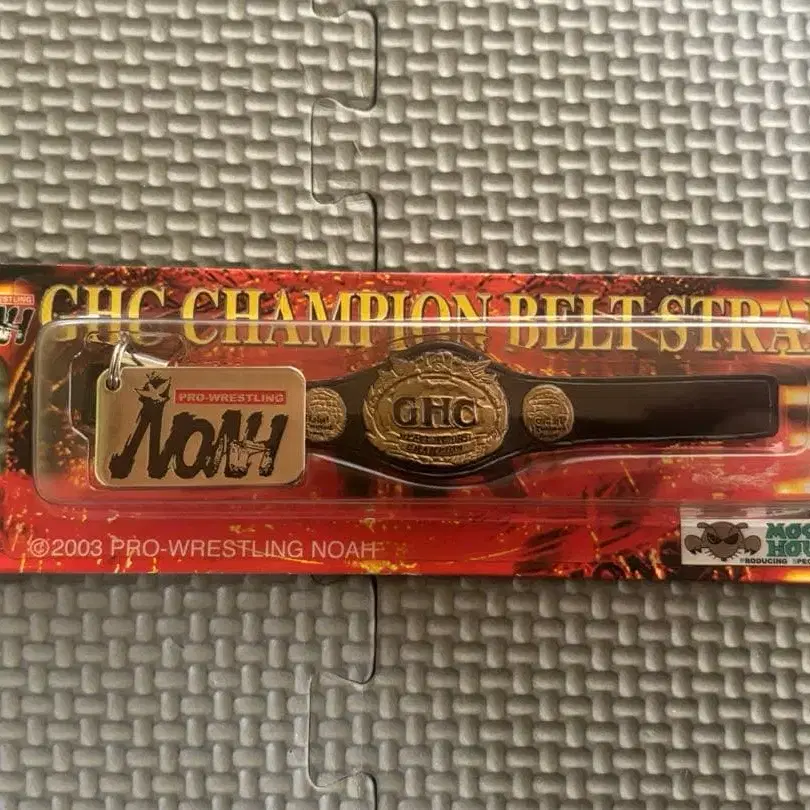 GHC CHAMPION BELT STRA
PRO-WRESTLING
NOAH
GHC
©2003 PRO-WRESTLING NOAH